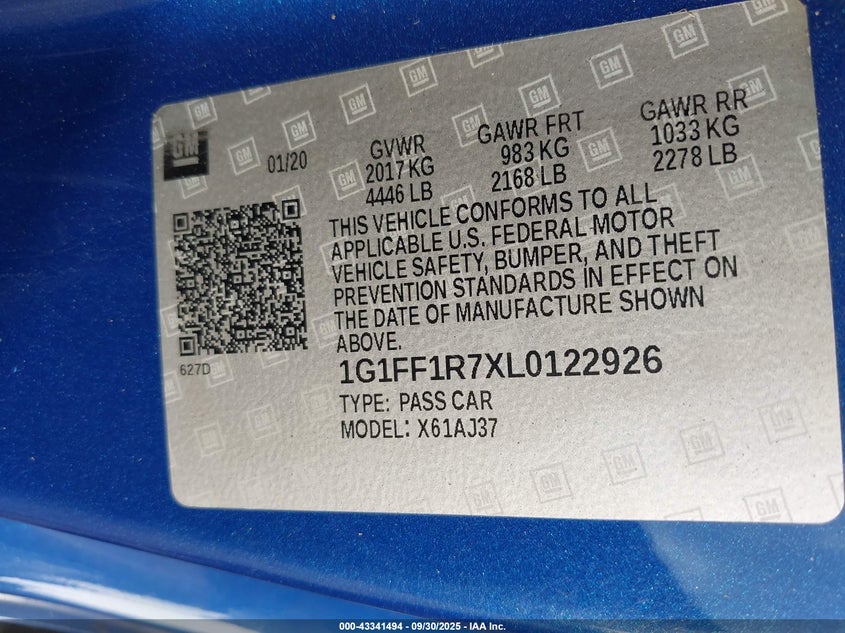 GM
01/20
GVWR
2017 KG
4446 LB
GAWR FRT
983 KG
2168 LB
GAWR RR
1033 KG
2278 LB
THIS VEHICLE CONFORMS TO ALL
APPLICABLE U.S. FEDERAL MOTOR
VEHICLE SAFETY, BUMPER, AND THEFT
PREVENTION STANDARDS IN EFFECT ON
THE DATE OF MANUFACTURE SHOWN
ABOVE.
627D
1G1FF1R7XL0122926
TYPE: PASS CAR
MODEL: X61AJ37
000-43341494 - 09/30/2025 - IAA Inc.